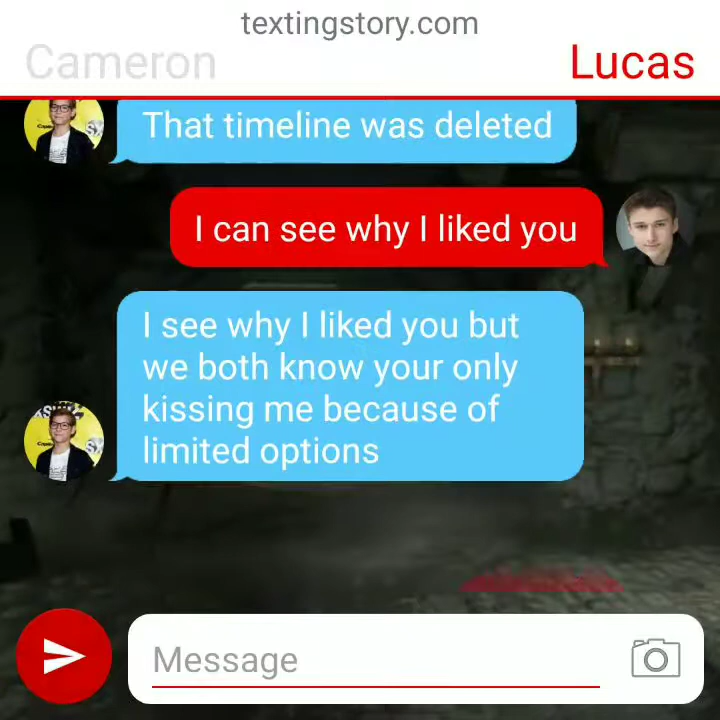 textingstory.com
Cameron
Lucas
That timeline was deleted
I can see why I liked you
I see why I liked you but
we both know your only
kissing me because of
limited options
Message